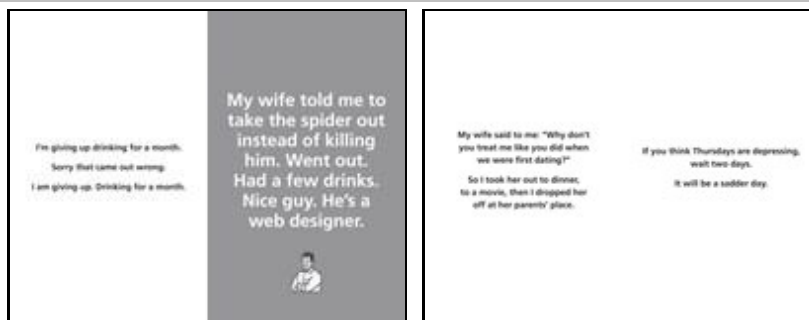 I'm giving up drinking for a month.
Sorry that came out wrong.
I am giving up. Drinking for a month.
My wife told me to
take the spider out
instead of killing
him. Went out.
Had a few drinks.
Nice guy. He's a
web designer.
My wife said to me: "Why don't
you treat me like you did when
we were first dating?"
So I took her out to dinner,
to a movie, then I dropped her
off at her parents' place.
If you think Thursdays are depressing,
wait two days.
It will be a sadder day.